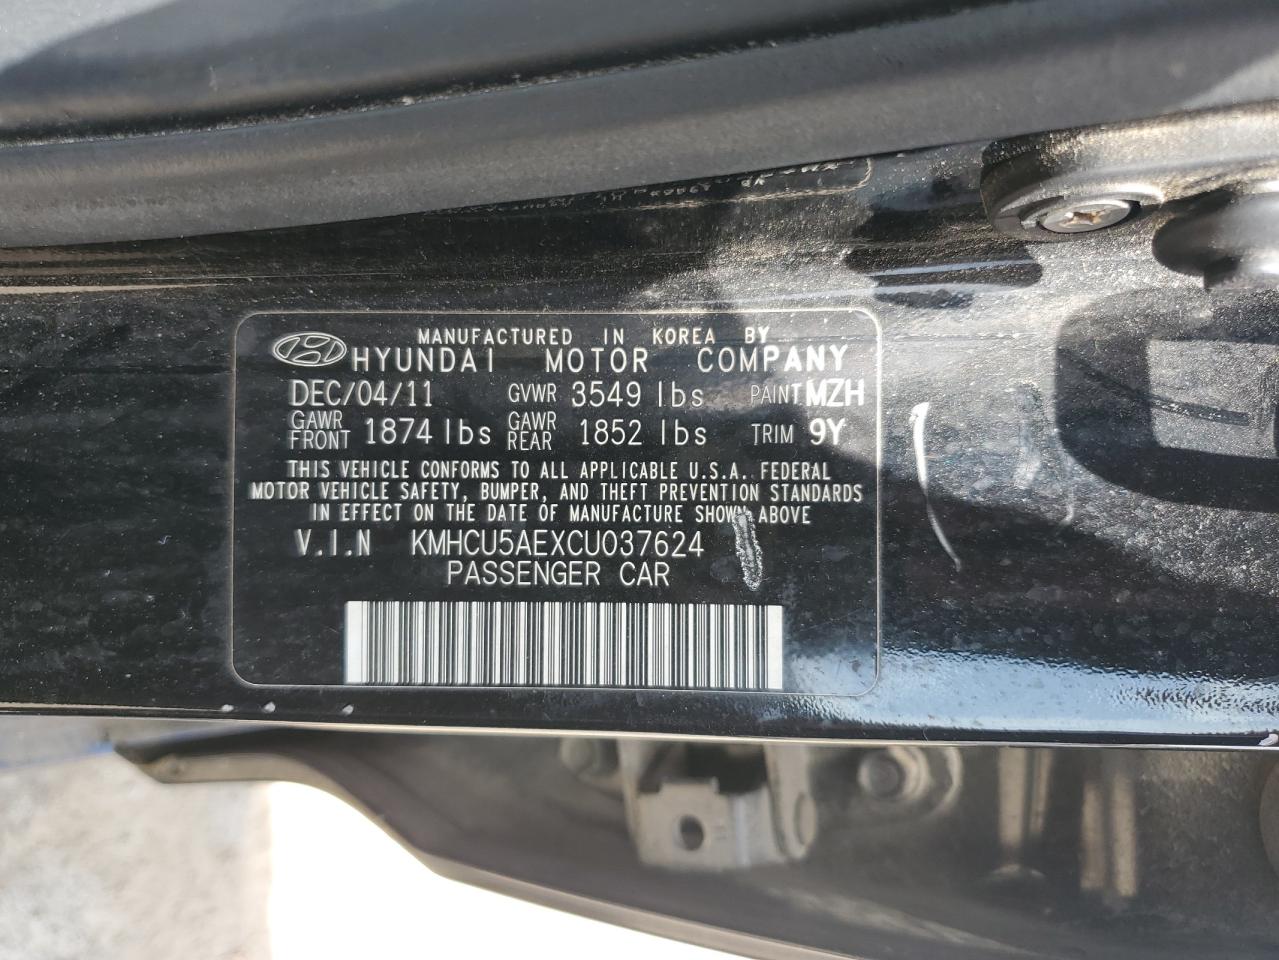 MANUFACTURED IN KOREA BY
HYUNDAI MOTOR COMPANY
DEC/04/11 GVWR 3549 lbs PAINT MZH
GAWR FRONT 1874 lbs GAWR REAR 1852 lbs TRIM 9Y
THIS VEHICLE CONFORMS TO ALL APPLICABLE U.S.A. FEDERAL
MOTOR VEHICLE SAFETY, BUMPER, AND THEFT PREVENTION STANDARDS
IN EFFECT ON THE DATE OF MANUFACTURE SHOWN ABOVE
V.I.N KMHCU5AEXCU037624
PASSENGER CAR